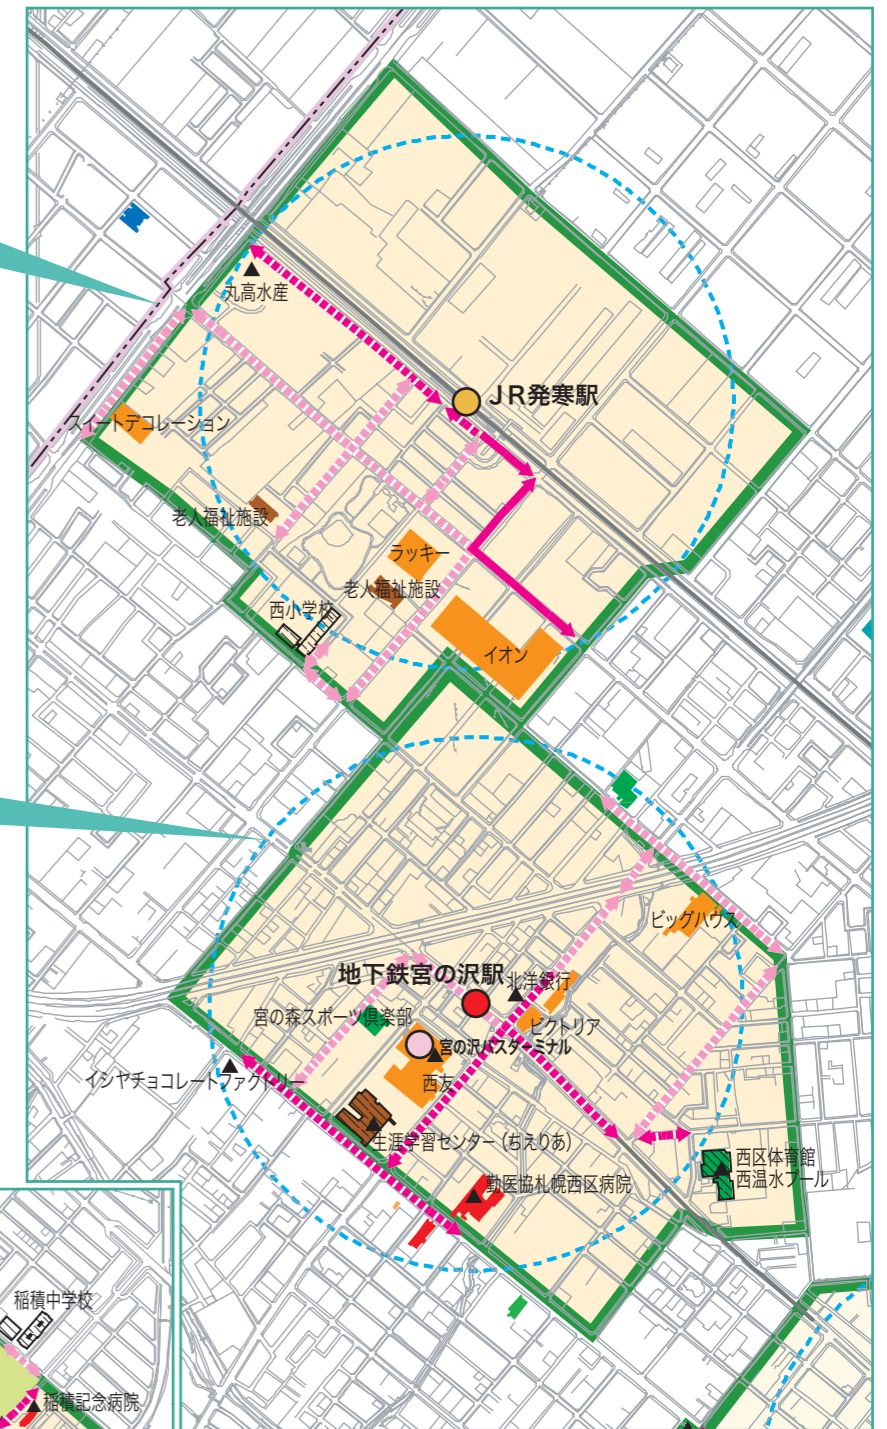 丸高水産
JR発寒駅
スイートデコレーション
老人福祉施設
ラッキー
老人福祉施設
西小学校
イオン
ビッグハウス
地下鉄宮の沢駅
北洋銀行
宮の森スポーツ倶楽部
ビクトリア
宮の沢バスターミナル
イシヤチョコレートファクトリー
西友
生涯学習センター (ちえりあ)
西区体育館
西温水プール
勤医協札幌西区病院
稲積中学校
稲積記念病院